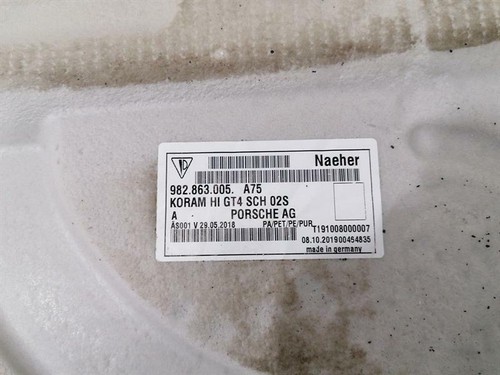 Naeher
982.863.005. A75
KORAM HI GT4 SCH 02S
A PORSCHE AG
ÄS001 V 29.05.2018 PA/PET/PE/PUR
T191008000007
08.10.201900454835
made in germany